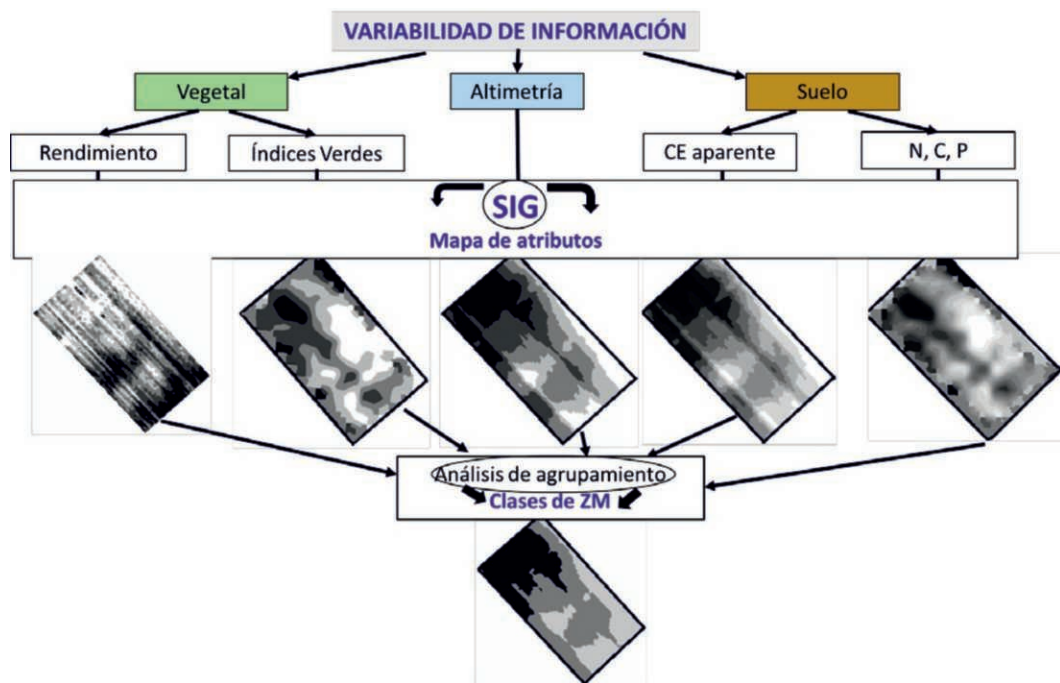 VARIABILIDAD DE INFORMACIÓN
Vegetal
Altimetría
Suelo
Rendimiento
Índices Verdes
CE aparente
N, C, P
SIG
Mapa de atributos
Análisis de agrupamiento
Clases de ZM